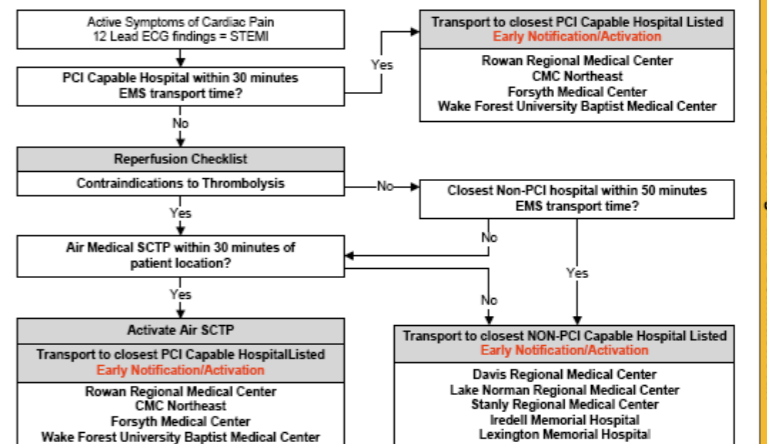 Active Symptoms of Cardiac Pain
12 Lead ECG findings = STEMI
PCI Capable Hospital within 30 minutes
EMS transport time?
Yes
Transport to closest PCI Capable Hospital Listed
Early Notification/Activation
Rowan Regional Medical Center
CMC Northeast
Forsyth Medical Center
Wake Forest University Baptist Medical Center
No
Reperfusion Checklist
Contraindications to Thrombolysis
No
Closest Non-PCI hospital within 50 minutes
EMS transport time?
Yes
No
Yes
Air Medical SCTP within 30 minutes of
patient location?
Yes
No
Activate Air SCTP
Transport to closest PCI Capable HospitalListed
Early Notification/Activation
Rowan Regional Medical Center
CMC Northeast
Forsyth Medical Center
Wake Forest University Baptist Medical Center
Transport to closest NON-PCI Capable Hospital Listed
Early Notification/Activation
Davis Regional Medical Center
Lake Norman Regional Medical Center
Stanly Regional Medical Center
Iredell Memorial Hospital
Lexington Memorial Hospital